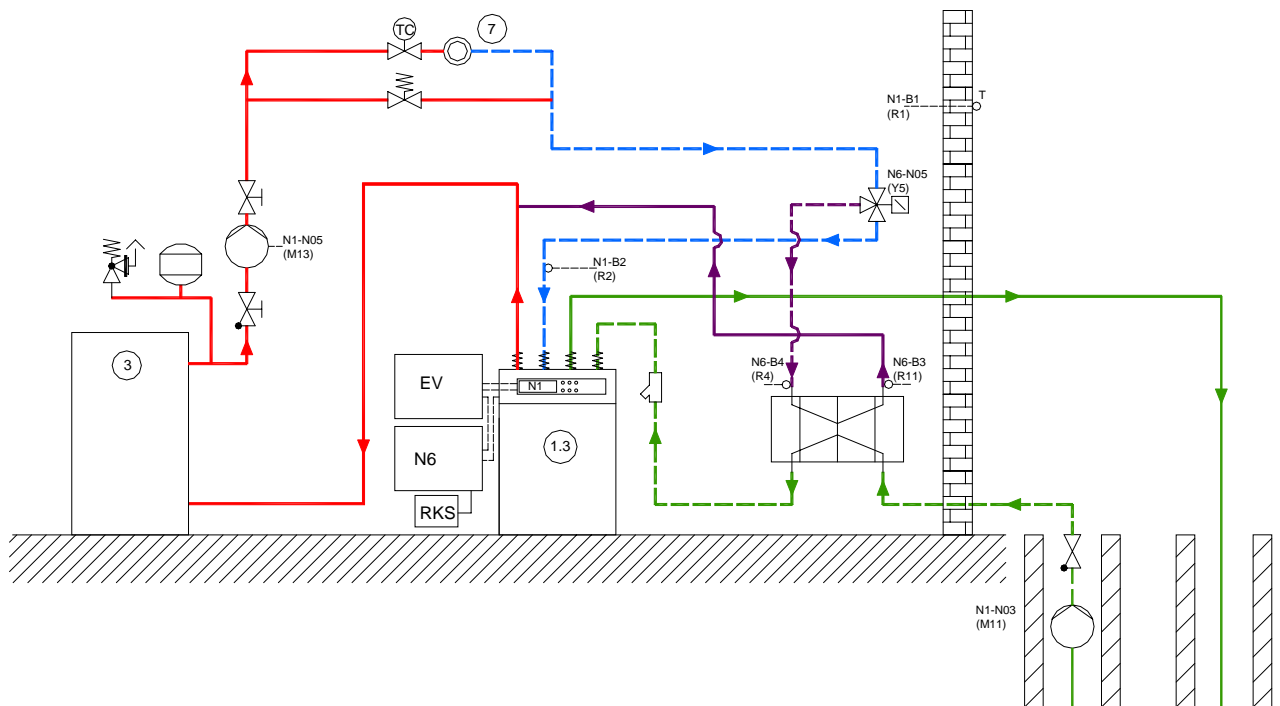 TC
7
N1-B1
(R1)
T
N6-N05
(Y5)
N1-N05
(M13)
N1-B2
(R2)
3
EV
N1
N6-B4
(R4)
N6-B3
(R11)
N6
1.3
RKS
N1-N03
(M11)